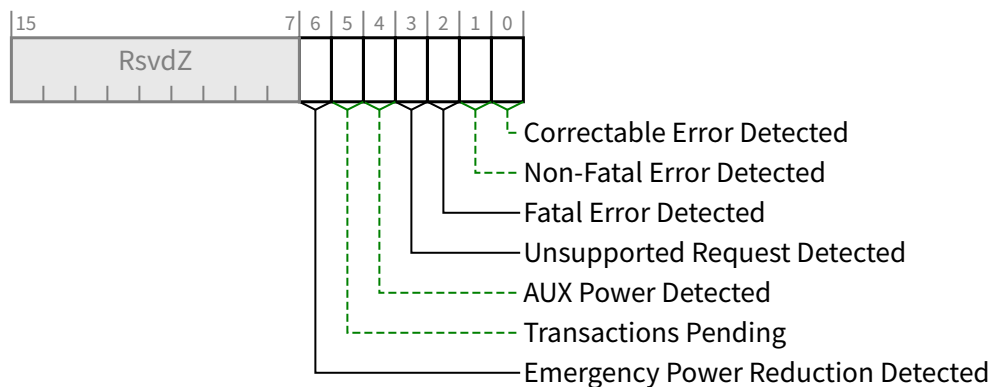 15 7 6 5 4 3 2 1 0
RsvdZ
Correctable Error Detected
Non-Fatal Error Detected
Fatal Error Detected
Unsupported Request Detected
AUX Power Detected
Transactions Pending
Emergency Power Reduction Detected